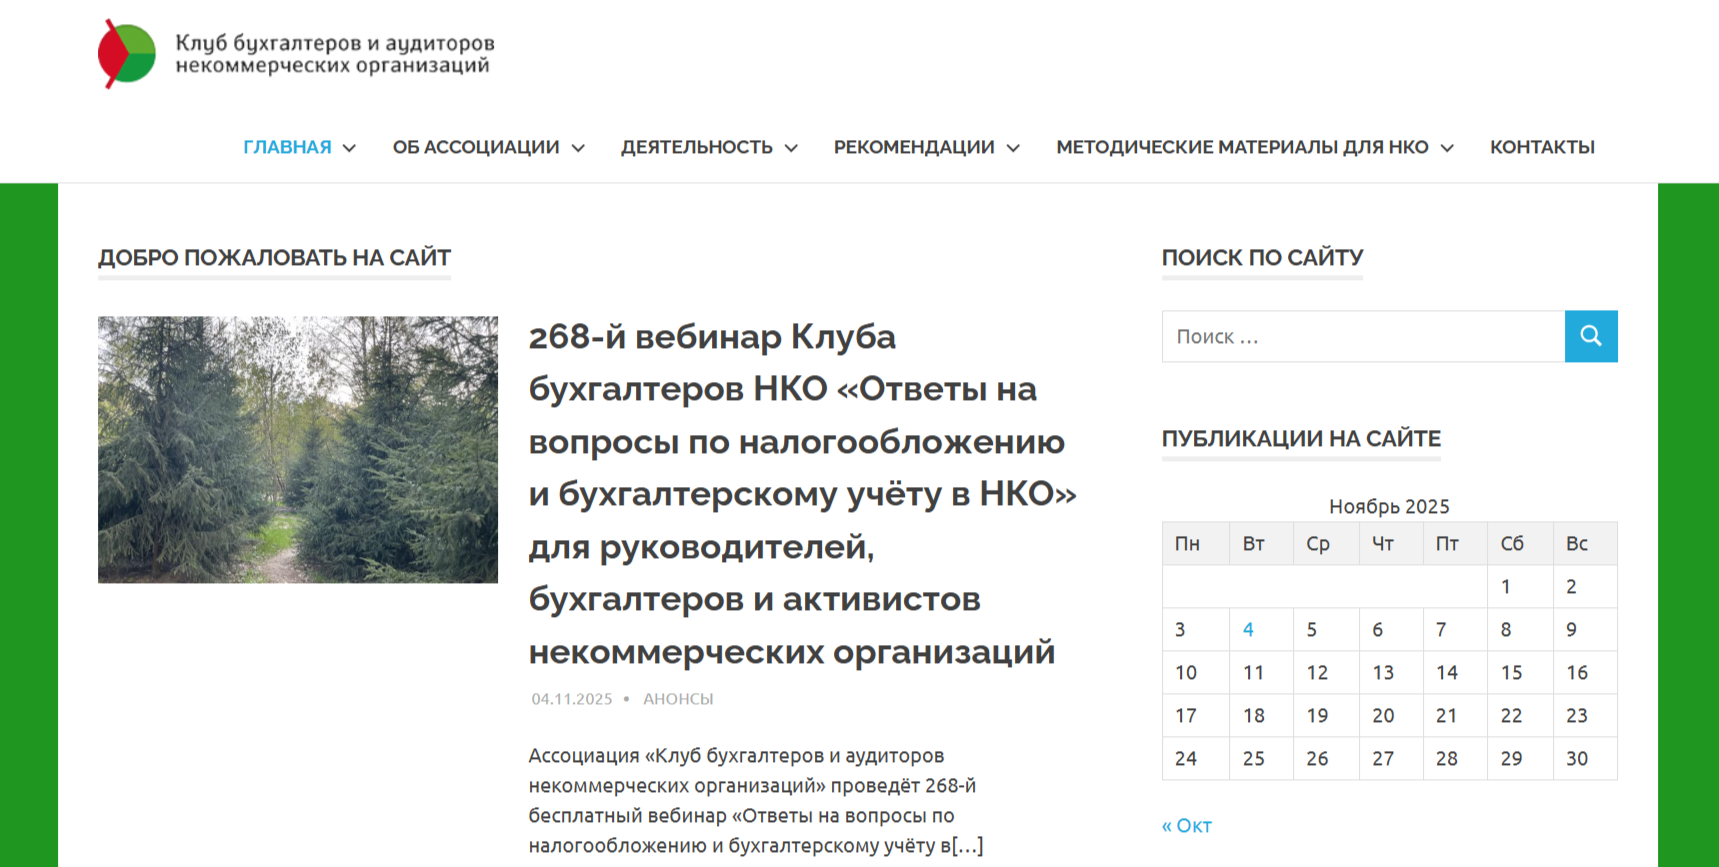 Клуб бухгалтеров и аудиторов
некоммерческих организаций
ГЛАВНАЯ ОБ АССОЦИАЦИИ ДЕЯТЕЛЬНОСТЬ РЕКОМЕНДАЦИИ МЕТОДИЧЕСКИЕ МАТЕРИАЛЫ ДЛЯ НКО КОНТАКТЫ
ДОБРО ПОЖАЛОВАТЬ НА САЙТ
268-й вебинар Клуба
бухгалтеров НКО «Ответы на
вопросы по налогообложению
и бухгалтерскому учёту в НКО»
для руководителей,
бухгалтеров и активистов
некоммерческих организаций
04.11.2025 • АНОНСЫ
Ассоциация «Клуб бухгалтеров и аудиторов
некоммерческих организаций» проведёт 268-й
бесплатный вебинар «Ответы на вопросы по
налогообложению и бухгалтерскому учёту в[…]
ПОИСК ПО САЙТУ
Поиск …
ПУБЛИКАЦИИ НА САЙТЕ
Ноябрь 2025
Пн Вт Ср Чт Пт Сб Вс
1 2
3 4 5 6 7 8 9
10 11 12 13 14 15 16
17 18 19 20 21 22 23
24 25 26 27 28 29 30
« Окт